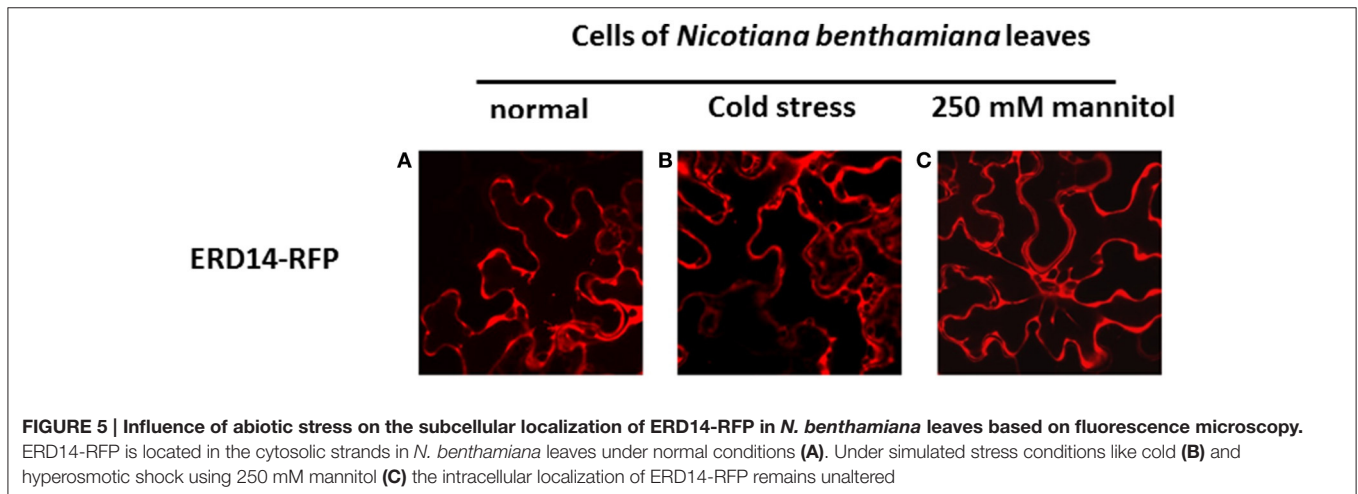 Cells of Nicotiana benthamiana leaves
normal Cold stress 250 mM mannitol
A B C
ERD14-RFP
FIGURE 5 | Influence of abiotic stress on the subcellular localization of ERD14-RFP in N. benthamiana leaves based on fluorescence microscopy.
ERD14-RFP is located in the cytosolic strands in N. benthamiana leaves under normal conditions (A). Under simulated stress conditions like cold (B) and
hyperosmotic shock using 250 mM mannitol (C) the intracellular localization of ERD14-RFP remains unaltered